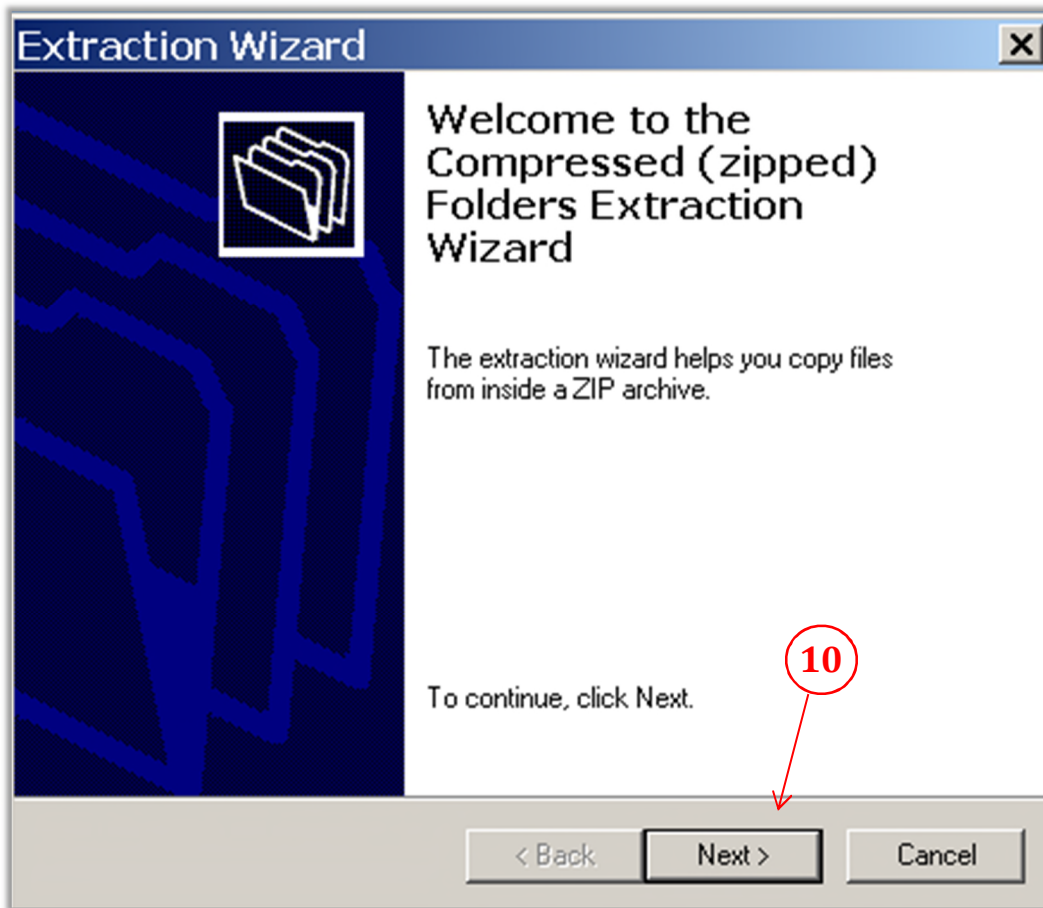 Extraction Wizard
Welcome to the
Compressed (zipped)
Folders Extraction
Wizard
The extraction wizard helps you copy files
from inside a ZIP archive.
10
To continue, click Next.
< Back
Next >
Cancel